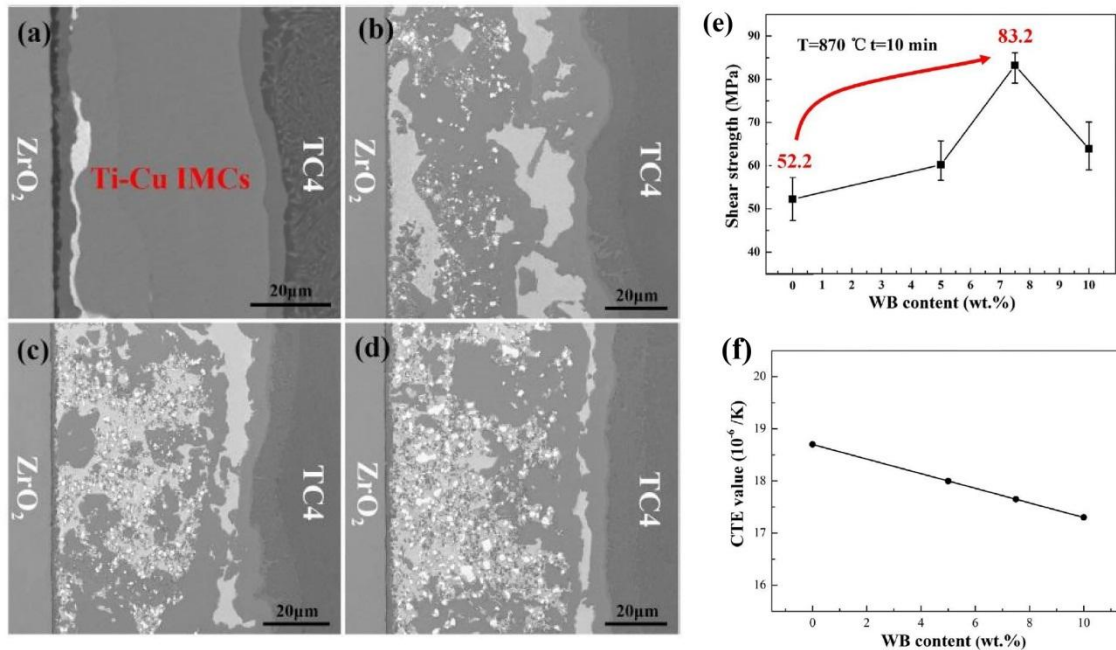 (a)
ZrO₂
Ti-Cu IMCs
TC4
20μm
(b)
ZrO₂
TC4
20μm
(c)
ZrO₂
TC4
20μm
(d)
ZrO₂
TC4
20μm
(e)
T=870 ℃ t=10 min
83.2
52.2
Shear strength (MPa)
90
80
70
60
50
40
0 1 2 3 4 5 6 7 8 9 10
WB content (wt.%)
(f)
CTE value (10⁻⁶ /K)
20
19
18
17
16
0 2 4 6 8 10
WB content (wt.%)